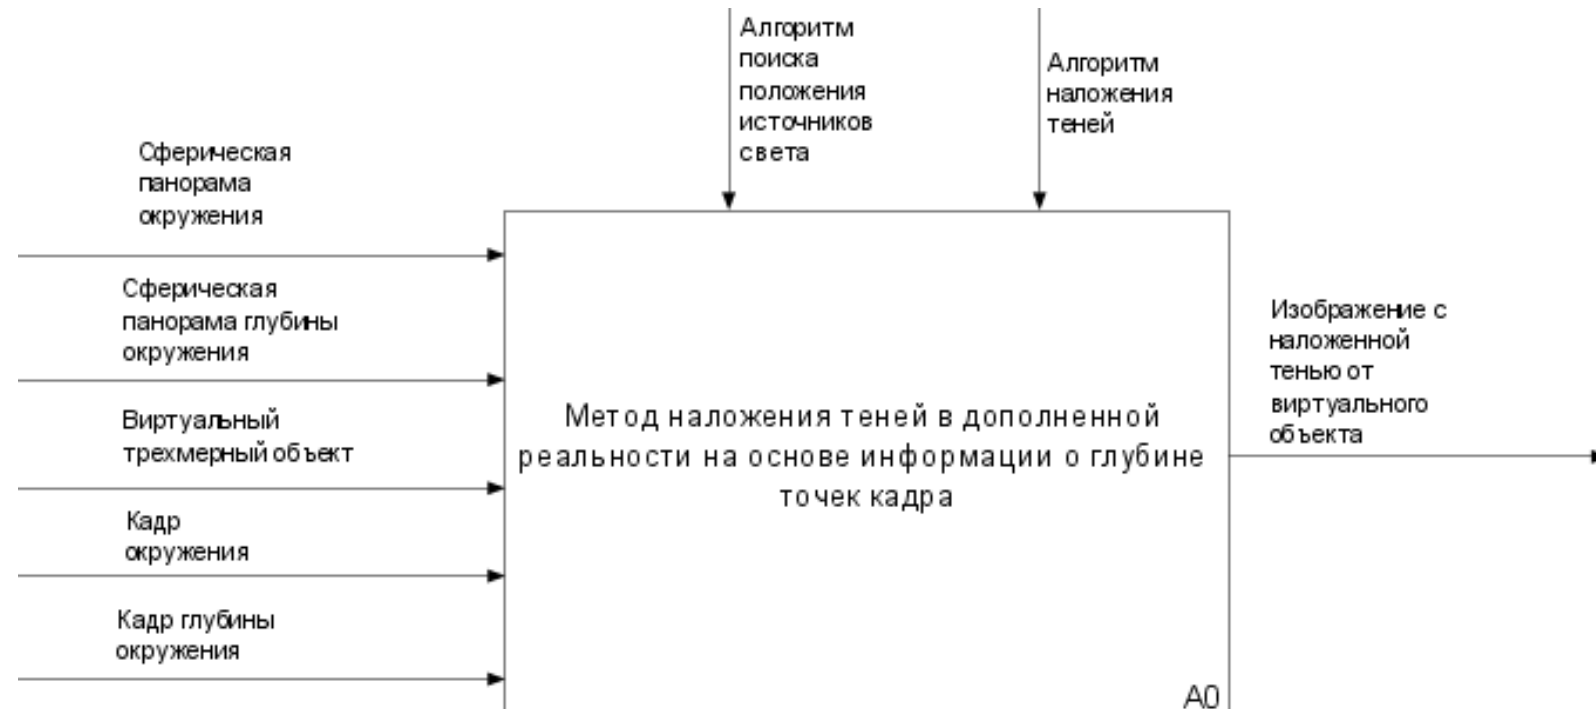 Алгоритм
поиска
положения
источников
света
Алгоритм
наложения
теней
Сферическая
панорама
окружения
Сферическая
панорама глубины
окружения
Виртуальный
трехмерный объект
Кадр
окружения
Кадр глубины
окружения
Метод наложения теней в дополненной
реальности на основе информации о глубине
точек кадра
A0
Изображение с
наложенной
тенью от
виртуального
объекта